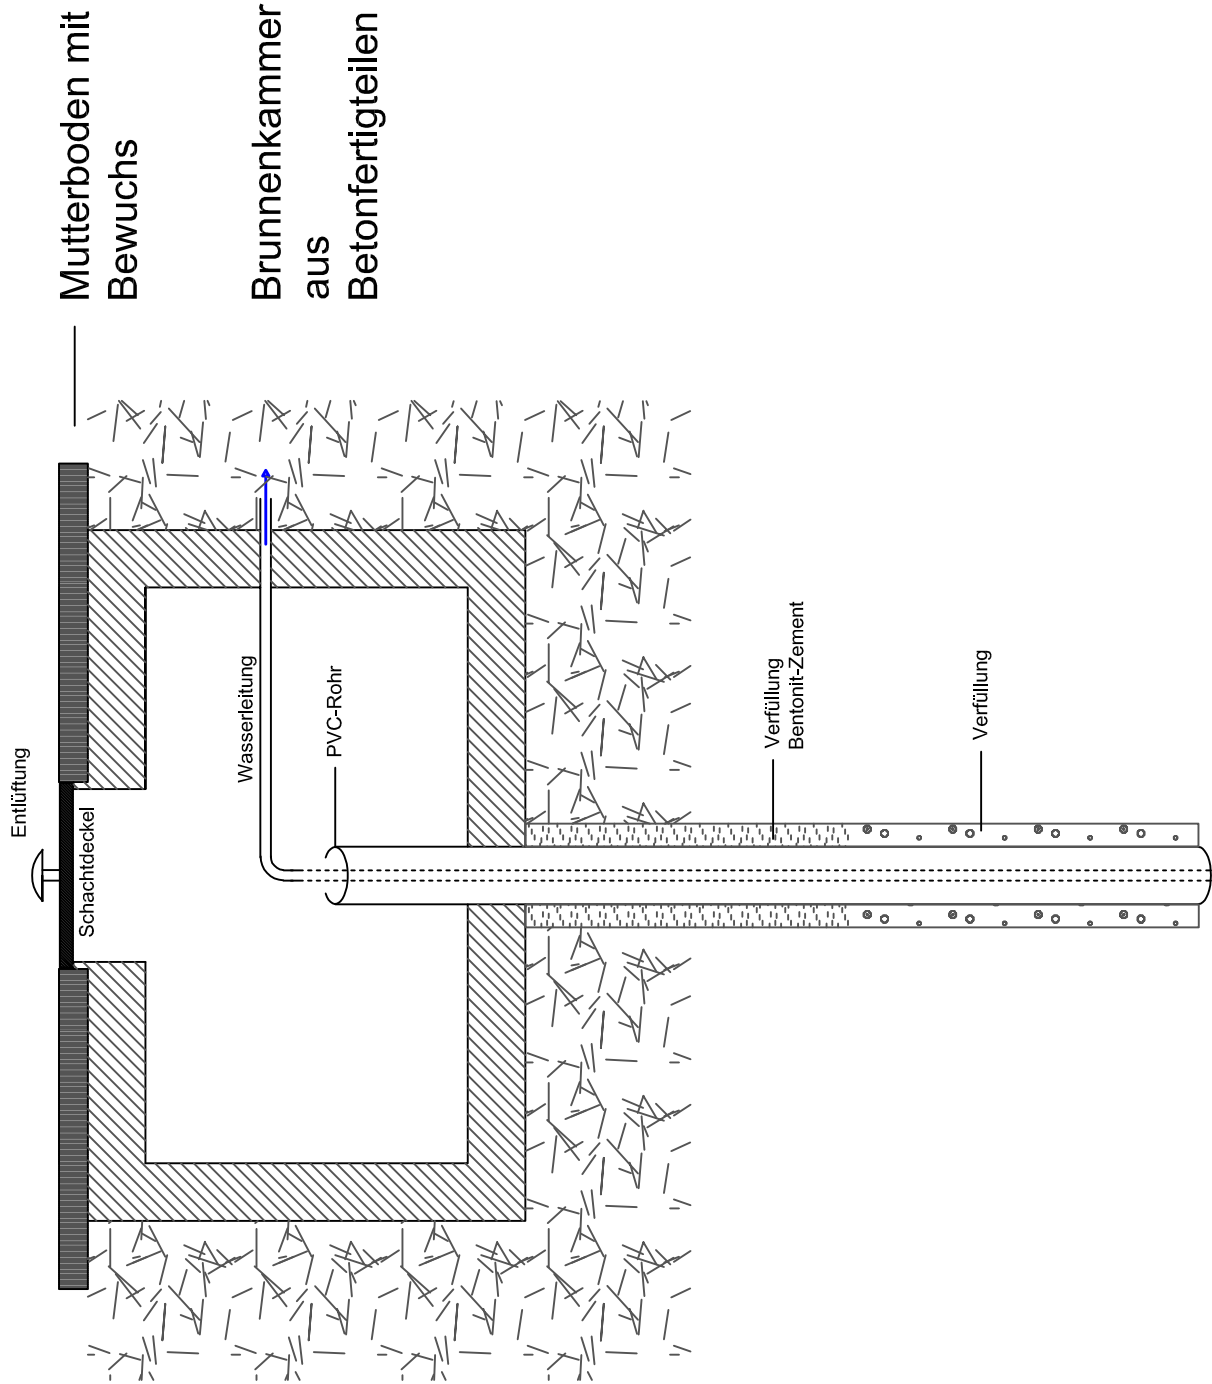 Mutterboden mit
Bewuchs
Brunnenkammer
aus
Betonfertigteilen
Entlüftung
Schachtdeckel
Wasserleitung
PVC-Rohr
Verfüllung
Bentonit-Zement
Verfüllung